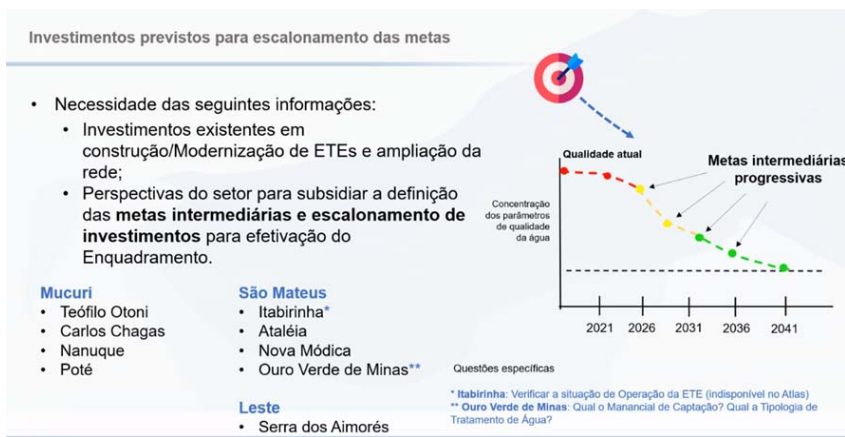 Investimentos previstos para escalonamento das metas
• Necessidade das seguintes informações:
• Investimentos existentes em
construção/Modernização de ETEs e ampliação da
rede;
• Perspectivas do setor para subsidiar a definição
das metas intermediárias e escalonamento de
investimentos para efetivação do
Enquadramento.
Mucuri
• Teófilo Otoni
• Carlos Chagas
• Nanuque
• Poté
São Mateus
• Itabirinha*
• Ataléia
• Nova Módica
• Ouro Verde de Minas**
Leste
• Serra dos Aimorés
Qualidade atual
Metas intermediárias
progressivas
Concentração
dos parâmetros
de qualidade
da água
2021 2026 2031 2036 2041
Questões específicas
* Itabirinha: Verificar a situação de Operação da ETE (indisponível no Atlas)
** Ouro Verde de Minas: Qual o Manancial de Captação? Qual a Tipologia de
Tratamento de Água?